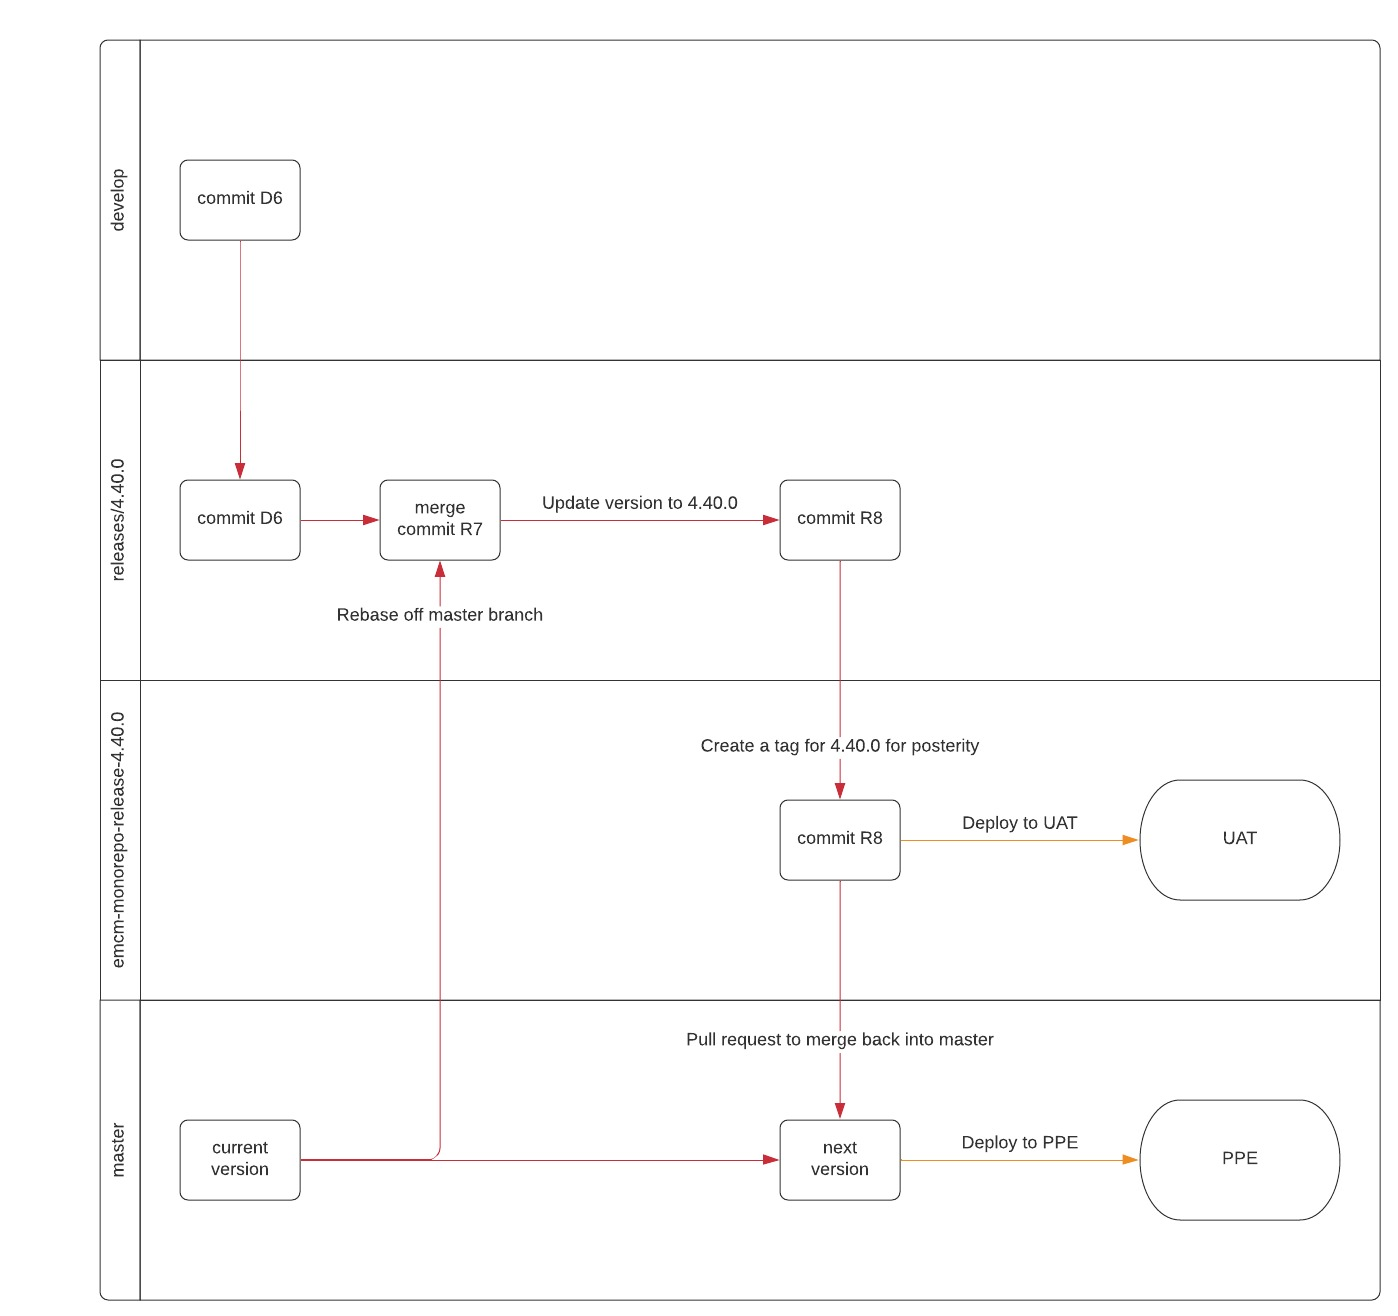 develop
commit D6
releases/4.40.0
commit D6
merge
commit R7
Update version to 4.40.0
commit R8
Rebase off master branch
emcm-monorepo-release-4.40.0
Create a tag for 4.40.0 for posterity
commit R8
Deploy to UAT
UAT
master
Pull request to merge back into master
current
version
next
version
Deploy to PPE
PPE